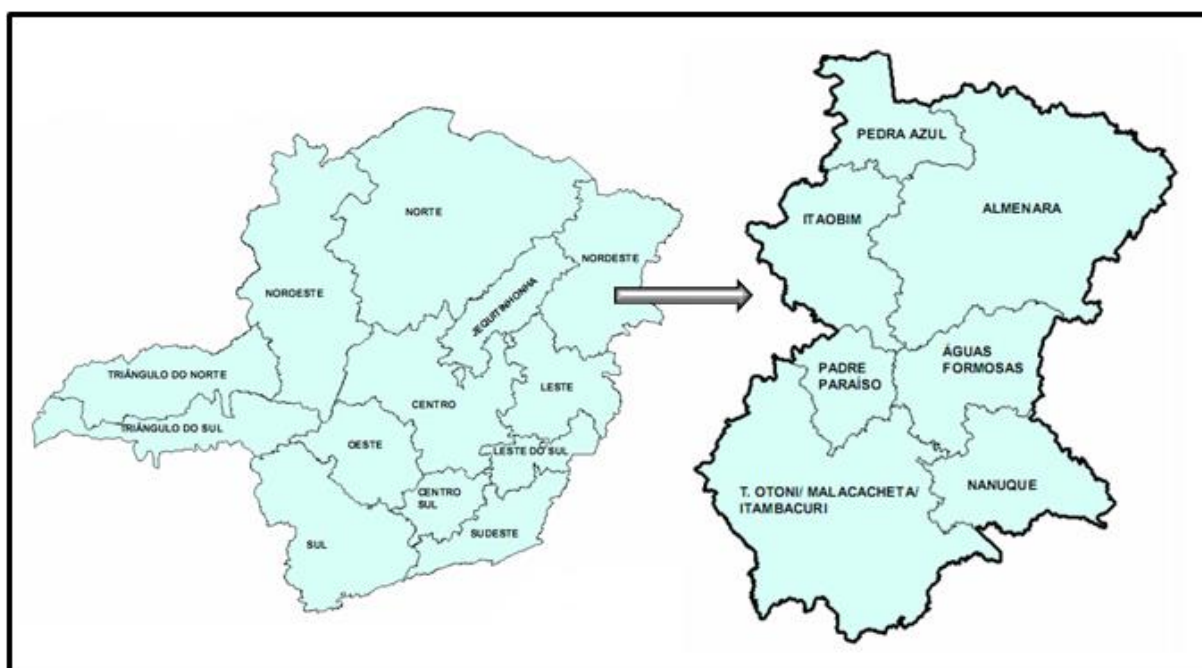 NORTE
NORDESTE
NOROESTE
JEQUITINHONHA
TRIÂNGULO DO NORTE
LESTE
CENTRO
TRIÂNGULO DO SUL
OESTE
LESTE DO SUL
CENTRO
SUL
SUDESTE
SUL
PEDRA AZUL
ITAOBIM
ALMENARA
ÁGUAS
FORMOSAS
PADRE
PARAÍSO
T. OTONI/ MALACACHETA/
ITAMBACURI
NANUQUE